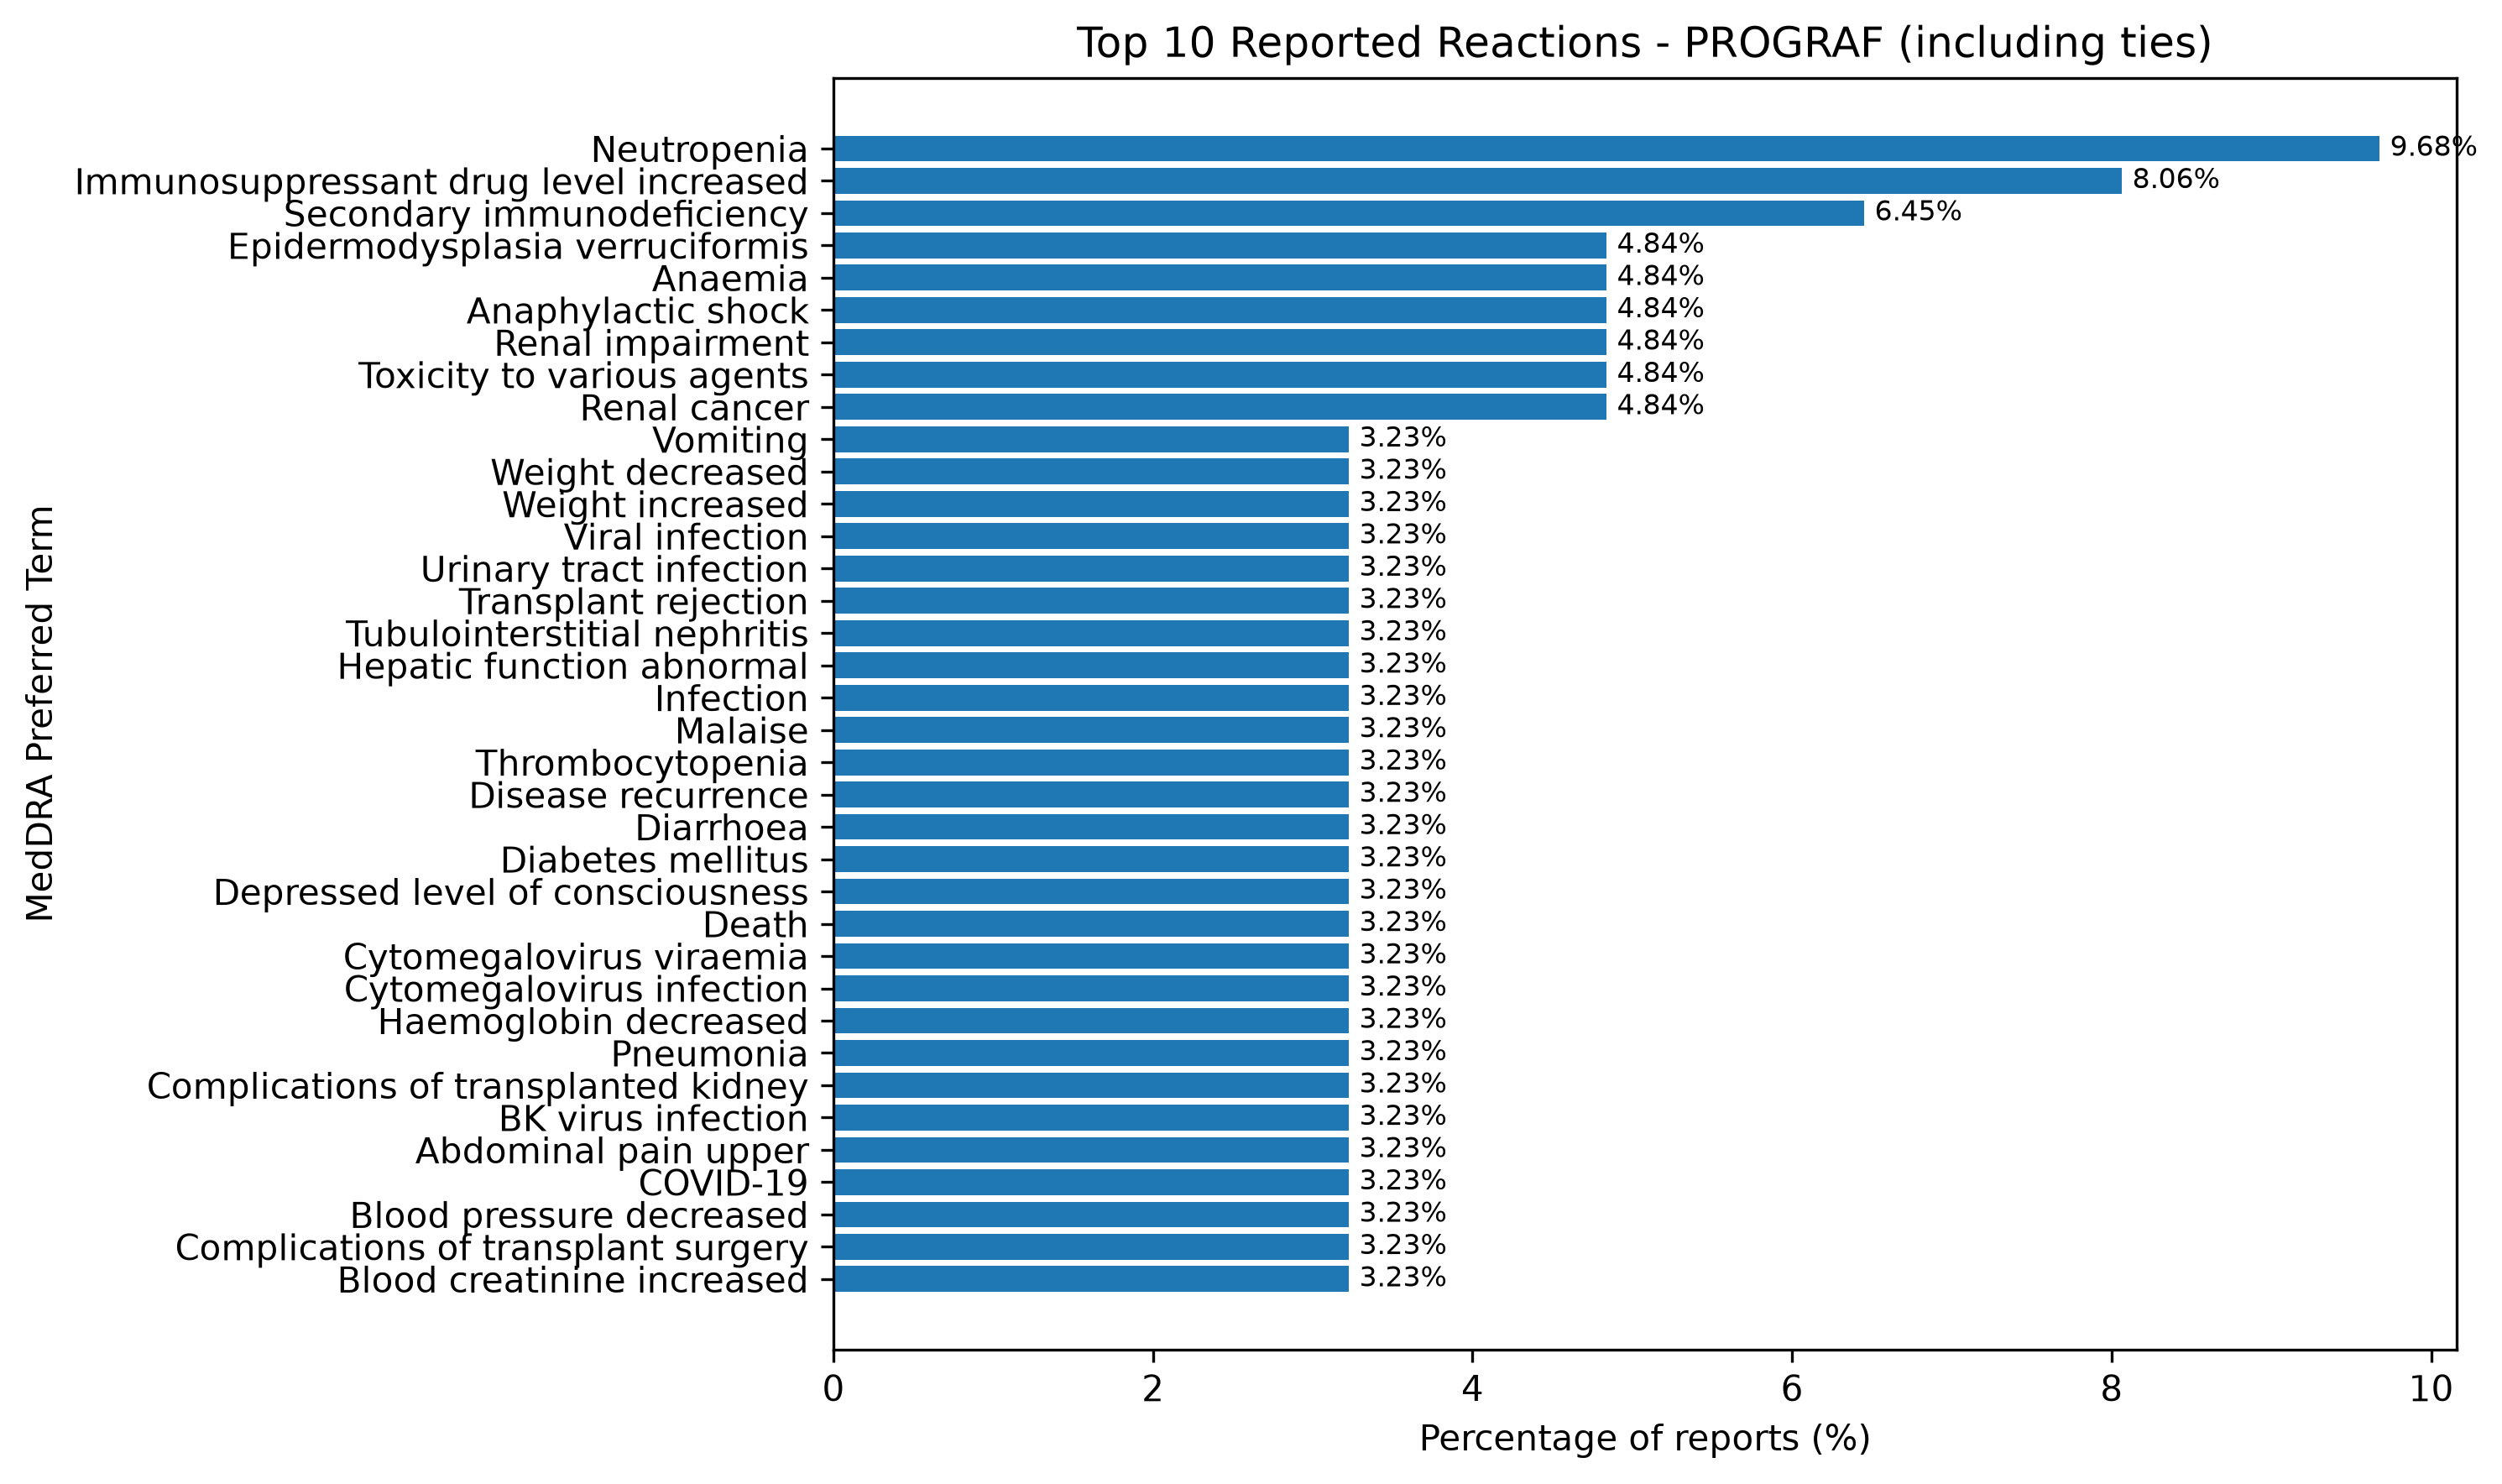 Top 10 Reported Reactions - PROGRAF (including ties)
MedDRA Preferred Term
Neutropenia 9.68%
Immunosuppressant drug level increased 8.06%
Secondary immunodeficiency 6.45%
Epidermodysplasia verruciformis 4.84%
Anaemia 4.84%
Anaphylactic shock 4.84%
Renal impairment 4.84%
Toxicity to various agents 4.84%
Renal cancer 4.84%
Vomiting 3.23%
Weight decreased 3.23%
Weight increased 3.23%
Viral infection 3.23%
Urinary tract infection 3.23%
Transplant rejection 3.23%
Tubulointerstitial nephritis 3.23%
Hepatic function abnormal 3.23%
Infection 3.23%
Malaise 3.23%
Thrombocytopenia 3.23%
Disease recurrence 3.23%
Diarrhoea 3.23%
Diabetes mellitus 3.23%
Depressed level of consciousness 3.23%
Death 3.23%
Cytomegalovirus viraemia 3.23%
Cytomegalovirus infection 3.23%
Haemoglobin decreased 3.23%
Pneumonia 3.23%
Complications of transplanted kidney 3.23%
BK virus infection 3.23%
Abdominal pain upper 3.23%
COVID-19 3.23%
Blood pressure decreased 3.23%
Complications of transplant surgery 3.23%
Blood creatinine increased 3.23%
0 2 4 6 8 10
Percentage of reports (%)